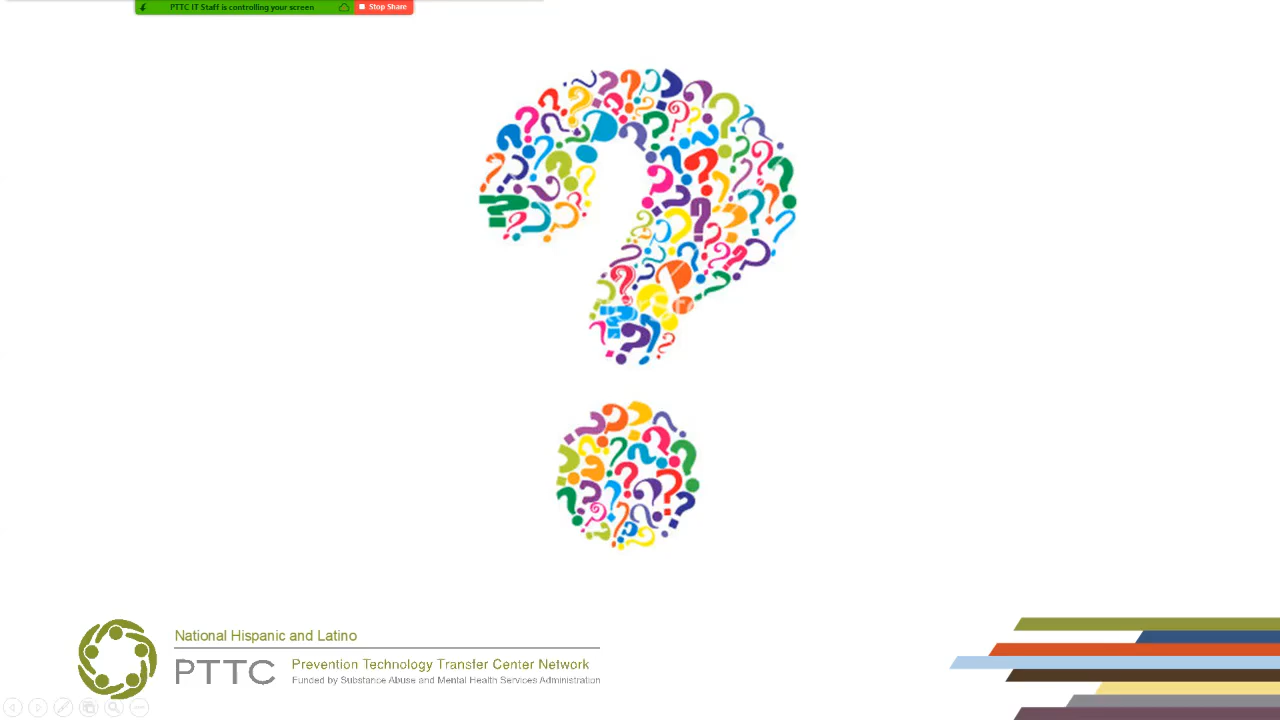 PTTC IT Staff is controlling your screen
Stop Share
National Hispanic and Latino
PTTC
Prevention Technology Transfer Center Network
Funded by Substance Abuse and Mental Health Services Administration